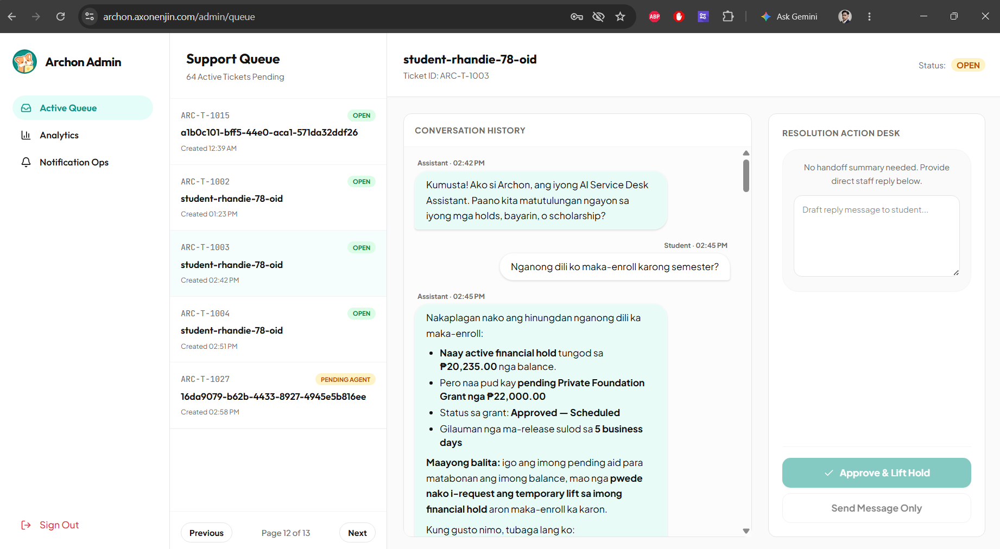 archon.axonenjin.com/admin/queue
ABP
Ask Gemini
Archon Admin
Active Queue
Analytics
Notification Ops
Sign Out
Support Queue
64 Active Tickets Pending
ARC-T-1015
OPEN
a1b0c101-bff5-44e0-aca1-571da32ddf26
Created 12:39 AM
ARC-T-1002
OPEN
student-rhandie-78-oid
Created 01:23 PM
ARC-T-1003
OPEN
student-rhandie-78-oid
Created 02:42 PM
ARC-T-1004
OPEN
student-rhandie-78-oid
Created 02:51 PM
ARC-T-1027
PENDING AGENT
16da9079-b62b-4433-8927-4945e5b816ee
Created 02:58 PM
Previous
Page 12 of 13
Next
student-rhandie-78-oid
Ticket ID: ARC-T-1003
Status: OPEN
CONVERSATION HISTORY
Assistant · 02:42 PM
Kumusta! Ako si Archon, ang iyong AI Service Desk
Assistant. Paano kita matutulungan ngayon sa
iyong mga holds, bayarin, o scholarship?
Student · 02:45 PM
Nganong dili ko maka-enroll karong semester?
Assistant · 02:45 PM
Nakaplagan nako ang hinungdan nganong dili ka
maka-enroll:
• Naay active financial hold tungod sa
₱20,235.00 nga balance.
• Pero naa pud kay pending Private Foundation
Grant nga ₱22,000.00
• Status sa grant: Approved — Scheduled
• Gilauman nga ma-release sulod sa 5 business
days
Maayong balita: igo ang imong pending aid para
matabonan ang imong balance, mao nga pwede
nako i-request ang temporary lift sa imong
financial hold aron maka-enroll ka karon.
Kung gusto nimo, tubaga lang ko:
RESOLUTION ACTION DESK
No handoff summary needed. Provide
direct staff reply below.
Draft reply message to student...
Approve & Lift Hold
Send Message Only